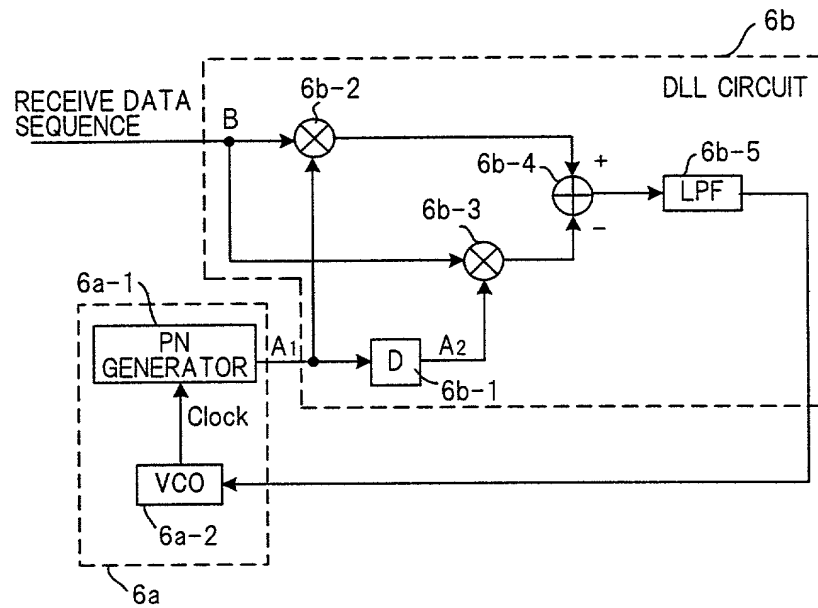 6b
DLL CIRCUIT
RECEIVE DATA
SEQUENCE
B
6b-2
6b-4
+
-
6b-5
LPF
6b-3
6a-1
PN
GENERATOR
A1
D
A2
6b-1
Clock
VCO
6a-2
6a